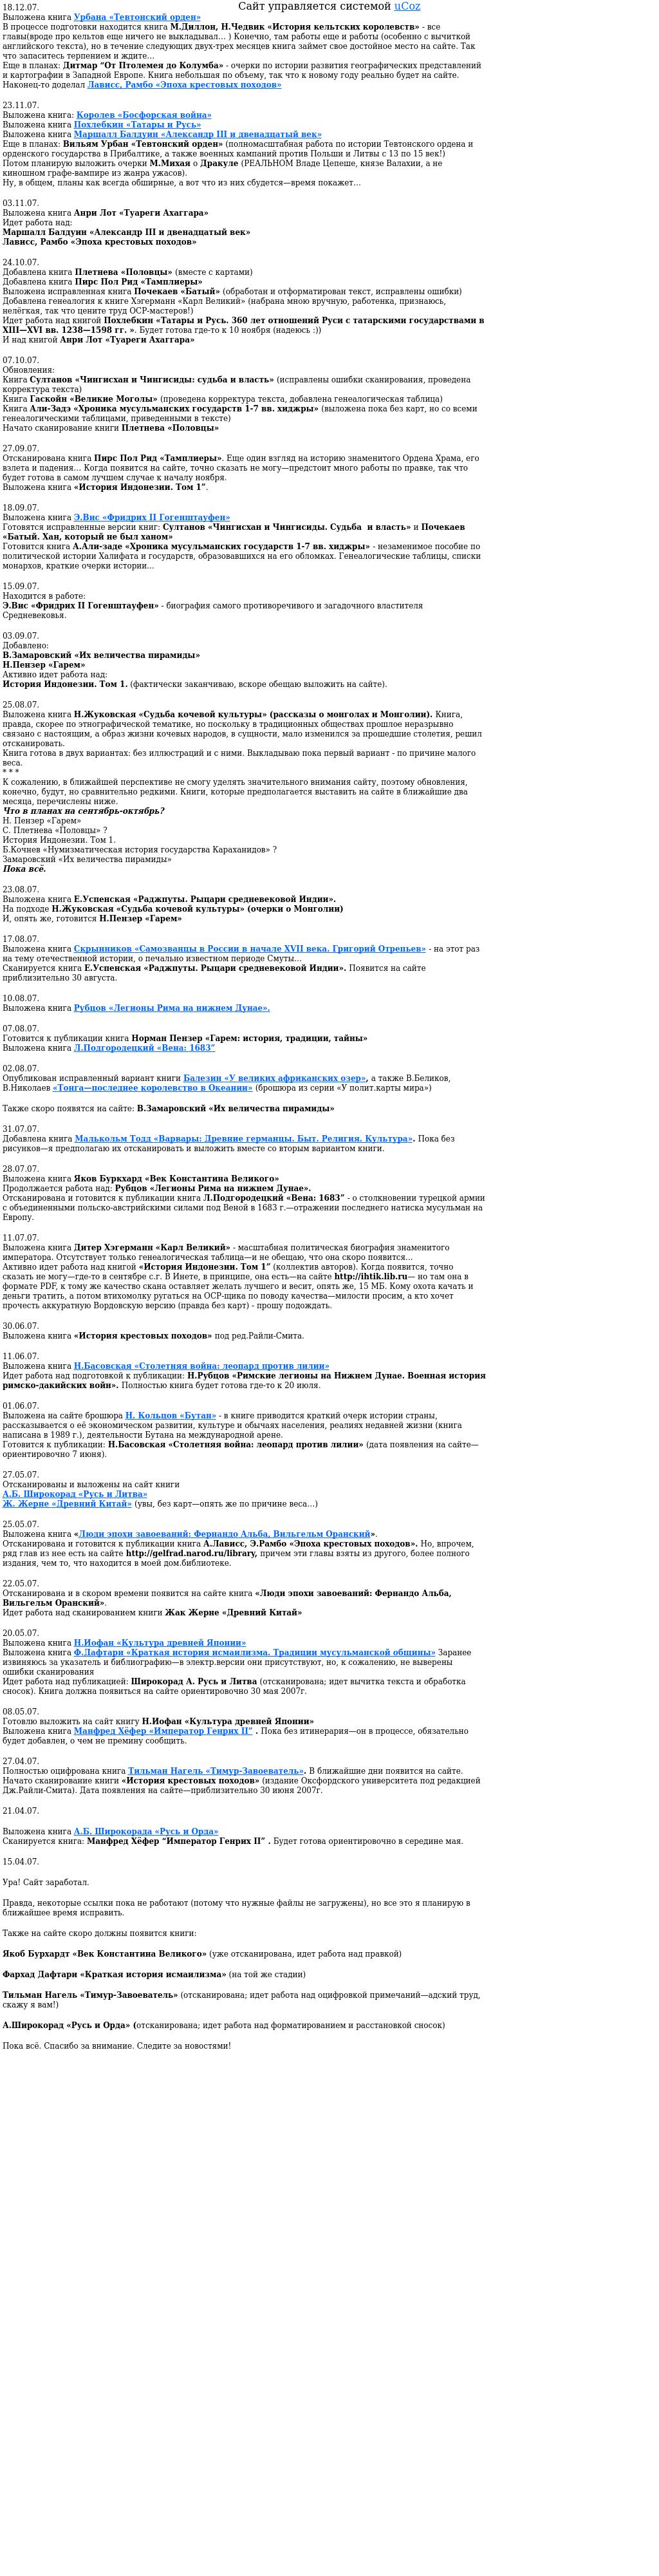 Сайт управляется системой uCoz
18.12.07.
Выложена книга Урбана «Тевтонский орден»
В процессе подготовки находится книга М.Диллон, Н.Чедвик «История кельтских королевств» - все
главы(вроде про кельтов еще ничего не выкладывал... ) Конечно, там работы еще и работы (особенно с вычиткой
английского текста), но в течение следующих двух-трех месяцев книга займет свое достойное место на сайте. Так
что запаситесь терпением и ждите...
Еще в планах: Дитмар “От Птолемея до Колумба» - очерки по истории развития географических представлений
и картографии в Западной Европе. Книга небольшая по объему, так что к новому году реально будет на сайте.
Наконец-то доделал Лависс, Рамбо «Эпоха крестовых походов»

23.11.07.
Выложена книга: Королев «Босфорская война»
Выложена книга Похлебкин «Татары и Русь»
Выложена книга Маршалл Балдуин «Александр III и двенадцатый век»
Еще в планах: Вильям Урбан «Тевтонский орден» (полномасштабная работа по истории Тевтонского ордена и
орденского государства в Прибалтике, а также военных кампаний против Польши и Литвы с 13 по 15 век!)
Потом планирую выложить очерки М.Михая о Дракуле (РЕАЛЬНОМ Владе Цепеше, князе Валахии, а не
киношном графе-вампире из жанра ужасов).
Ну, в общем, планы как всегда обширные, а вот что из них сбудется—время покажет...

03.11.07.
Выложена книга Анри Лот «Туареги Ахаггара»
Идет работа над:
Маршалл Балдуин «Александр III и двенадцатый век»
Лависс, Рамбо «Эпоха крестовых походов»

24.10.07.
Добавлена книга Плетнева «Половцы» (вместе с картами)
Добавлена книга Пирс Пол Рид «Тамплиеры»
Выложена исправленная книга Почекаев «Батый» (обработан и отформатирован текст, исправлены ошибки)
Добавлена генеалогия к книге Хэгерманн «Карл Великий» (набрана мною вручную, работенка, признаюсь,
нелёгкая, так что цените труд OCР-мастеров!)
Идет работа над книгой Похлебкин «Татары и Русь. 360 лет отношений Руси с татарскими государствами в
XIII—XVI вв. 1238—1598 гг. ». Будет готова где-то к 10 ноября (надеюсь :))
И над книгой Анри Лот «Туареги Ахаггара»

07.10.07.
Обновления:
Книга Султанов «Чингисхан и Чингисиды: судьба и власть» (исправлены ошибки сканирования, проведена
корректура текста)
Книга Гаскойн «Великие Моголы» (проведена корректура текста, добавлена генеалогическая таблица)
Книга Али-Задэ «Хроника мусульманских государств 1-7 вв. хиджры» (выложена пока без карт, но со всеми
генеалогическими таблицами, приведенными в тексте)
Начато сканирование книги Плетнева «Половцы»

27.09.07.
Отсканирована книга Пирс Пол Рид «Тамплиеры». Еще один взгляд на историю знаменитого Ордена Храма, его
взлета и падения... Когда появится на сайте, точно сказать не могу—предстоит много работы по правке, так что
будет готова в самом лучшем случае к началу ноября.
Выложена книга «История Индонезии. Том 1”.

18.09.07.
Выложена книга Э.Вис «Фридрих II Гогенштауфен»
Готовятся исправленные версии книг: Султанов «Чингисхан и Чингисиды. Судьба и власть» и Почекаев
«Батый. Хан, который не был ханом»
Готовится книга А.Али-заде «Хроника мусульманских государств 1-7 вв. хиджры» - незаменимое пособие по
политической истории Халифата и государств, образовавшихся на его обломках. Генеалогические таблицы, списки
монархов, краткие очерки истории...

15.09.07.
Находится в работе:
Э.Вис «Фридрих II Гогенштауфен» - биография самого противоречивого и загадочного властителя
Средневековья.

03.09.07.
Добавлено:
В.Замаровский «Их величества пирамиды»
Н.Пензер «Гарем»
Активно идет работа над:
История Индонезии. Том 1. (фактически заканчиваю, вскоре обещаю выложить на сайте).

25.08.07.
Выложена книга Н.Жуковская «Судьба кочевой культуры» (рассказы о монголах и Монголии). Книга,
правда, скорее по этнографической тематике, но поскольку в традиционных обществах прошлое неразрывно
связано с настоящим, а образ жизни кочевых народов, в сущности, мало изменился за прошедшие столетия, решил
отсканировать.
Книга готова в двух вариантах: без иллюстраций и с ними. Выкладываю пока первый вариант - по причине малого
веса.
* * *
К сожалению, в ближайшей перспективе не смогу уделять значительного внимания сайту, поэтому обновления,
конечно, будут, но сравнительно редкими. Книги, которые предполагается выставить на сайте в ближайшие два
месяца, перечислены ниже.
Что в планах на сентябрь-октябрь?
Н. Пензер «Гарем»
С. Плетнева «Половцы» ?
История Индонезии. Том 1.
Б.Кочнев «Нумизматическая история государства Караханидов» ?
Замаровский «Их величества пирамиды»
Пока всё.

23.08.07.
Выложена книга Е.Успенская «Раджпуты. Рыцари средневековой Индии».
На подходе Н.Жуковская «Судьба кочевой культуры» (очерки о Монголии)
И, опять же, готовится Н.Пензер «Гарем»

17.08.07.
Выложена книга Скрынников «Самозванцы в России в начале XVII века. Григорий Отрепьев» - на этот раз
на тему отечественной истории, о печально известном периоде Смуты...
Сканируется книга Е.Успенская «Раджпуты. Рыцари средневековой Индии». Появится на сайте
приблизительно 30 августа.

10.08.07.
Выложена книга Рубцов «Легионы Рима на нижнем Дунае».

07.08.07.
Готовится к публикации книга Норман Пензер «Гарем: история, традиции, тайны»
Выложена книга Л.Подгородецкий «Вена: 1683”

02.08.07.
Опубликован исправленный вариант книги Балезин «У великих африканских озер», а также В.Беликов,
В.Николаев «Тонга—последнее королевство в Океании» (брошюра из серии «У полит.карты мира»)

Также скоро появятся на сайте: В.Замаровский «Их величества пирамиды»

31.07.07.
Добавлена книга Малькольм Тодд «Варвары: Древние германцы. Быт. Религия. Культура». Пока без
рисунков—я предполагаю их отсканировать и выложить вместе со вторым вариантом книги.

28.07.07.
Выложена книга Яков Буркхард «Век Константина Великого»
Продолжается работа над: Рубцов «Легионы Рима на нижнем Дунае».
Отсканирована и готовится к публикации книга Л.Подгородецкий «Вена: 1683” - о столкновении турецкой армии
с объединенными польско-австрийскими силами под Веной в 1683 г.—отражении последнего натиска мусульман на
Европу.

11.07.07.
Выложена книга Дитер Хэгерманн «Карл Великий» - масштабная политическая биография знаменитого
императора. Отсутствует только генеалогическая таблица—и не обещаю, что она скоро появится...
Активно идет работа над книгой «История Индонезии. Том 1” (коллектив авторов). Когда появится, точно
сказать не могу—где-то в сентябре с.г. В Инете, в принципе, она есть—на сайте http://ihtik.lib.ru— но там она в
формате PDF, к тому же качество скана оставляет желать лучшего и весит, опять же, 15 МБ. Кому охота качать и
деньги тратить, а потом втихомолку ругаться на ОСР-щика по поводу качества—милости просим, а кто хочет
прочесть аккуратную Вордовскую версию (правда без карт) - прошу подождать.

30.06.07.
Выложена книга «История крестовых походов» под ред.Райли-Смита.

11.06.07.
Выложена книга Н.Басовская «Столетняя война: леопард против лилии»
Идет работа над подготовкой к публикации: Н.Рубцов «Римские легионы на Нижнем Дунае. Военная история
римско-дакийских войн». Полностью книга будет готова где-то к 20 июля.

01.06.07.
Выложена на сайте брошюра Н. Кольцов «Бутан» - в книге приводится краткий очерк истории страны,
рассказывается о её экономическом развитии, культуре и обычаях населения, реалиях недавней жизни (книга
написана в 1989 г.), деятельности Бутана на международной арене.
Готовится к публикации: Н.Басовская «Столетняя война: леопард против лилии» (дата появления на сайте—
ориентировочно 7 июня).

27.05.07.
Отсканированы и выложены на сайт книги
А.Б. Широкорад «Русь и Литва»
Ж. Жерне «Древний Китай» (увы, без карт—опять же по причине веса...)

25.05.07.
Выложена книга «Люди эпохи завоеваний: Фернандо Альба, Вильгельм Оранский».
Отсканирована и готовится к публикации книга А.Лависс, Э.Рамбо «Эпоха крестовых походов». Но, впрочем,
ряд глав из нее есть на сайте http://gelfrad.narod.ru/library, причем эти главы взяты из другого, более полного
издания, чем то, что находится в моей дом.библиотеке.

22.05.07.
Отсканирована и в скором времени появится на сайте книга «Люди эпохи завоеваний: Фернандо Альба,
Вильгельм Оранский».
Идет работа над сканированием книги Жак Жерне «Древний Китай»

20.05.07.
Выложена книга Н.Иофан «Культура древней Японии»
Выложена книга Ф.Дафтари «Краткая история исмаилизма. Традиции мусульманской общины» Заранее
извиняюсь за указатель и библиографию—в электр.версии они присутствуют, но, к сожалению, не выверены
ошибки сканирования
Идет работа над публикацией: Широкорад А. Русь и Литва (отсканирована; идет вычитка текста и обработка
сносок). Книга должна появиться на сайте ориентировочно 30 мая 2007г.

08.05.07.
Готовлю выложить на сайт книгу Н.Иофан «Культура древней Японии»
Выложена книга Манфред Хёфер “Император Генрих II” . Пока без итинерария—он в процессе, обязательно
будет добавлен, о чем не премину сообщить.

27.04.07.
Полностью оцифрована книга Тильман Нагель «Тимур-Завоеватель». В ближайшие дни появится на сайте.
Начато сканирование книги «История крестовых походов» (издание Оксфордского университета под редакцией
Дж.Райли-Смита). Дата появления на сайте—приблизительно 30 июня 2007г.

21.04.07.

Выложена книга А.Б. Широкорада «Русь и Орда»
Сканируется книга: Манфред Хёфер “Император Генрих II” . Будет готова ориентировочно в середине мая.

15.04.07.

Ура! Сайт заработал.

Правда, некоторые ссылки пока не работают (потому что нужные файлы не загружены), но все это я планирую в
ближайшее время исправить.

Также на сайте скоро должны появится книги:

Якоб Бурхардт «Век Константина Великого» (уже отсканирована, идет работа над правкой)

Фархад Дафтари «Краткая история исмаилизма» (на той же стадии)

Тильман Нагель «Тимур-Завоеватель» (отсканирована; идет работа над оцифровкой примечаний—адский труд,
скажу я вам!)

А.Широкорад «Русь и Орда» (отсканирована; идет работа над форматированием и расстановкой сносок)

Пока всё. Спасибо за внимание. Следите за новостями!